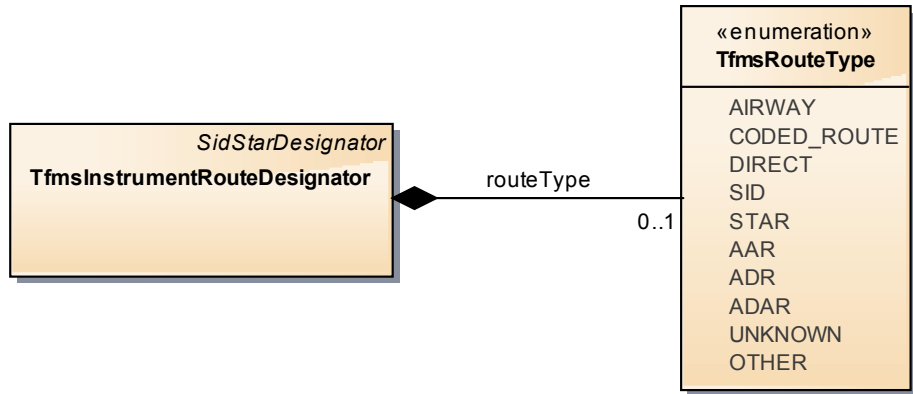 SidStarDesignator
TfmsInstrumentRouteDesignator
routeType
0..1
«enumeration»
TfmsRouteType
AIRWAY
CODED_ROUTE
DIRECT
SID
STAR
AAR
ADR
ADAR
UNKNOWN
OTHER